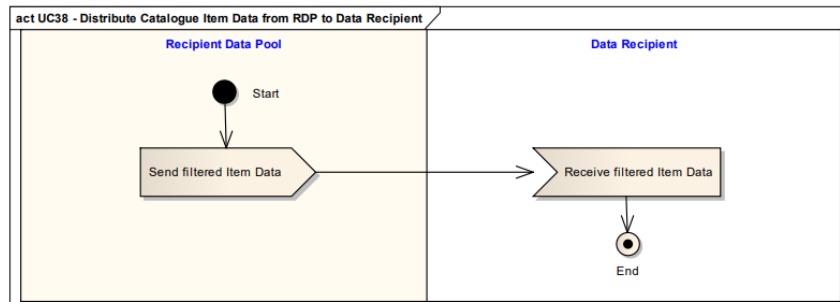 act UC38 - Distribute Catalogue Item Data from RDP to Data Recipient
Recipient Data Pool
Data Recipient
Start
Send filtered Item Data
Receive filtered Item Data
End